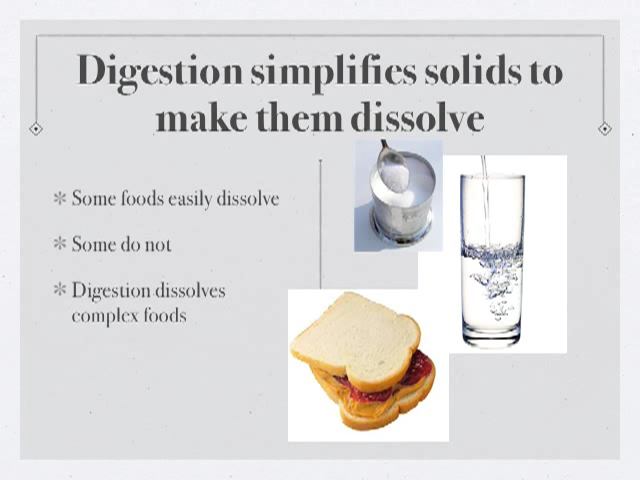 Digestion simplifies solids to
make them dissolve
Some foods easily dissolve
Some do not
Digestion dissolves
complex foods